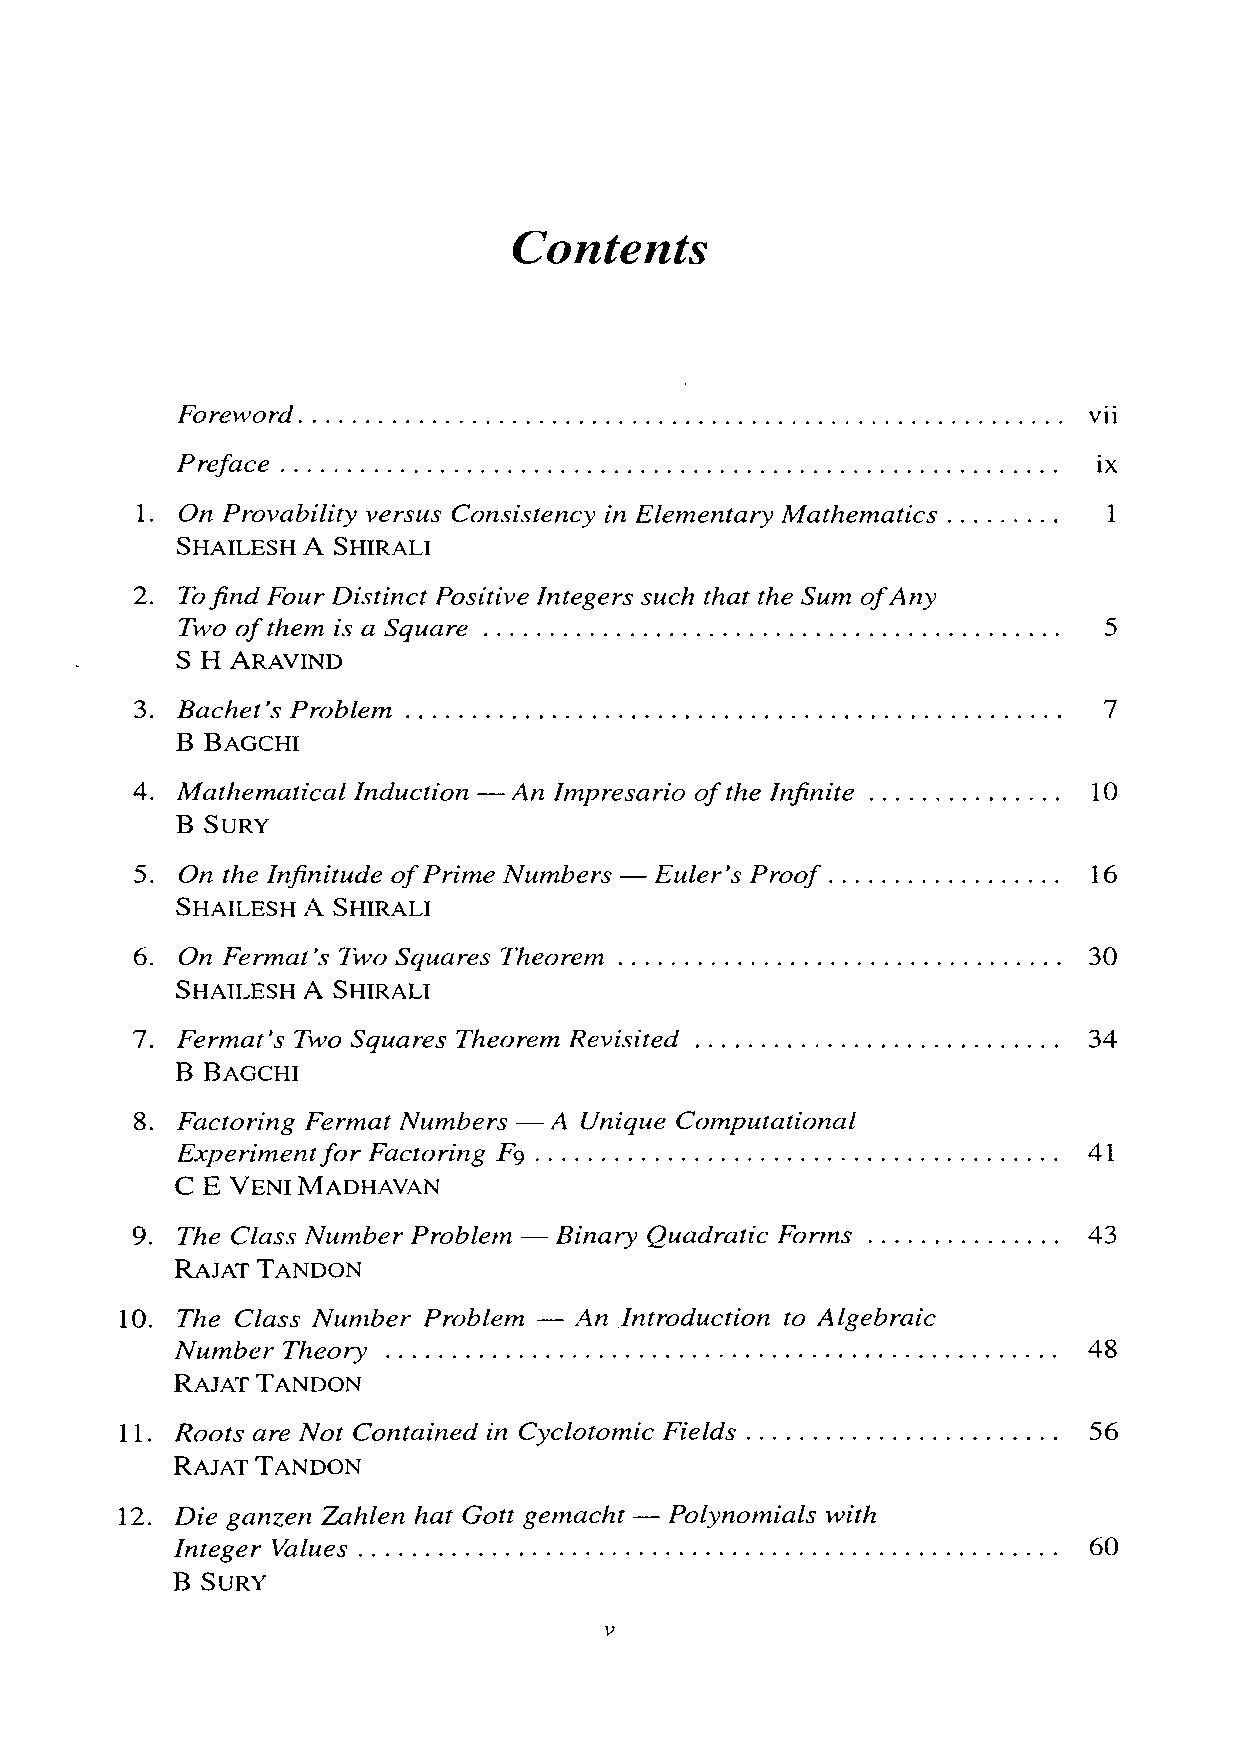 Contents
Foreword . . . . . . . . . . . . . . . . . . . . . . . . . . . . . . . . . . . . . . . . . . . . . . . . . . . . . . . . . . vii
Preface . . . . . . . . . . . . . . . . . . . . . . . . . . . . . . . . . . . . . . . . . . . . . . . . . . . . . . . . . . . ix
1. On Provability versus Consistency in Elementary Mathematics . . . . . . . . . 1
SHAILESH A SHIRALI
2. To find Four Distinct Positive Integers such that the Sum of Any
Two of them is a Square . . . . . . . . . . . . . . . . . . . . . . . . . . . . . . . . . . . . . . . . . . . . 5
S H ARAVIND
3. Bachet's Problem . . . . . . . . . . . . . . . . . . . . . . . . . . . . . . . . . . . . . . . . . . . . . . . . . . 7
B BAGCHI
4. Mathematical Induction — An Impresario of the Infinite . . . . . . . . . . . . . . . 10
B SURY
5. On the Infinitude of Prime Numbers — Euler's Proof . . . . . . . . . . . . . . . . . . 16
SHAILESH A SHIRALI
6. On Fermat's Two Squares Theorem . . . . . . . . . . . . . . . . . . . . . . . . . . . . . . . . . . 30
SHAILESH A SHIRALI
7. Fermat's Two Squares Theorem Revisited . . . . . . . . . . . . . . . . . . . . . . . . . . . . 34
B BAGCHI
8. Factoring Fermat Numbers — A Unique Computational
Experiment for Factoring F9 . . . . . . . . . . . . . . . . . . . . . . . . . . . . . . . . . . . . . . . . 41
C E VENI MADHAVAN
9. The Class Number Problem — Binary Quadratic Forms . . . . . . . . . . . . . . . 43
RAJAT TANDON
10. The Class Number Problem — An Introduction to Algebraic
Number Theory . . . . . . . . . . . . . . . . . . . . . . . . . . . . . . . . . . . . . . . . . . . . . . . . . . . 48
RAJAT TANDON
11. Roots are Not Contained in Cyclotomic Fields . . . . . . . . . . . . . . . . . . . . . . . . 56
RAJAT TANDON
12. Die ganzen Zahlen hat Gott gemacht — Polynomials with
Integer Values . . . . . . . . . . . . . . . . . . . . . . . . . . . . . . . . . . . . . . . . . . . . . . . . . . . . . 60
B SURY
v